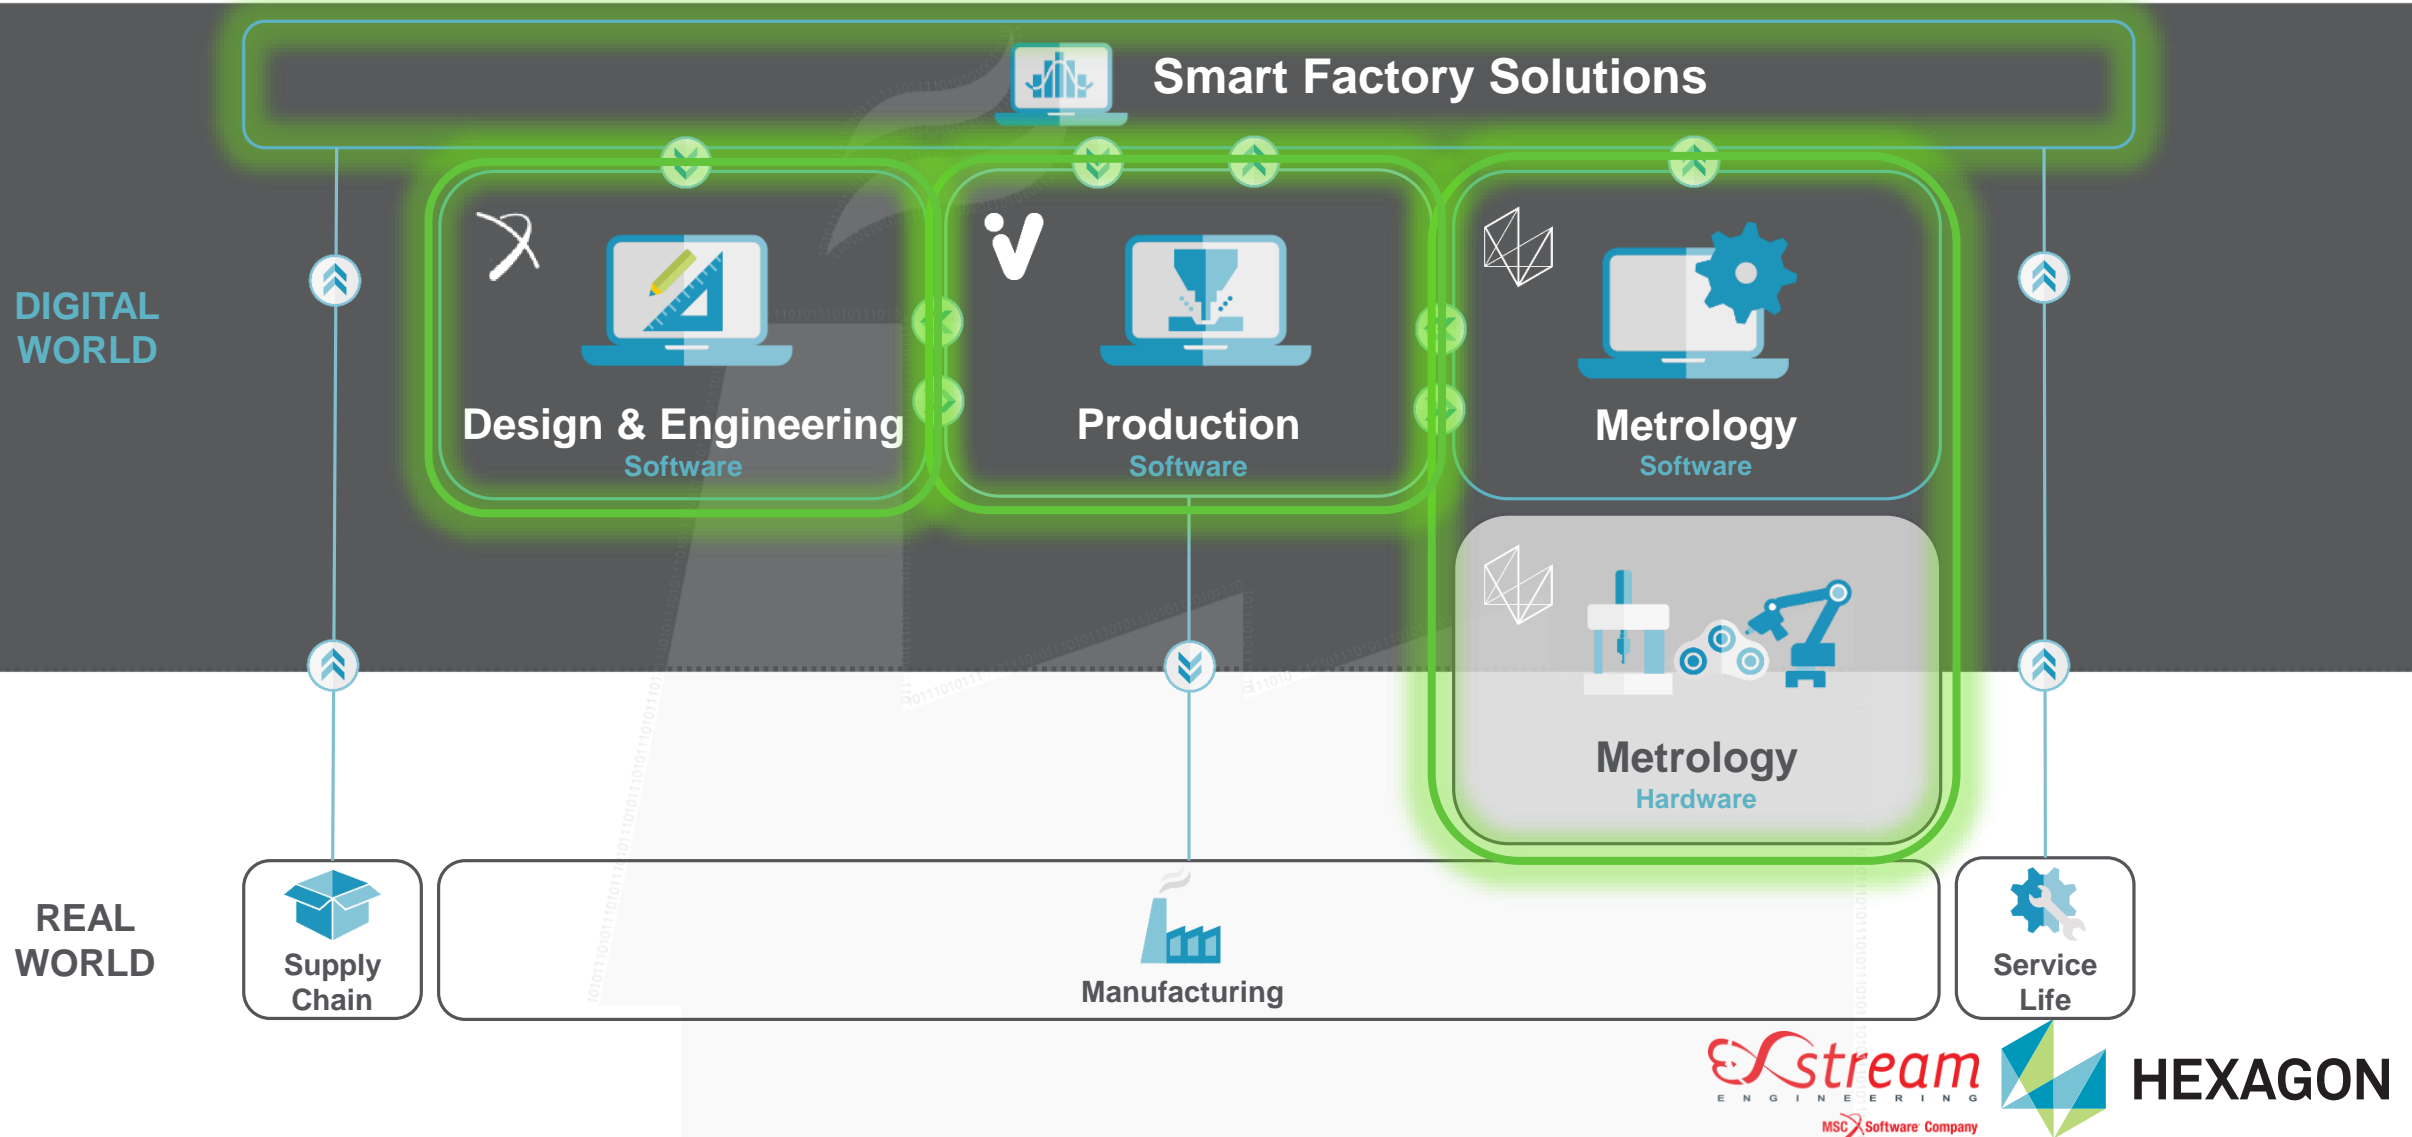 Smart Factory Solutions
DIGITAL
WORLD
Design & Engineering
Software
Production
Software
Metrology
Software
Metrology
Hardware
REAL
WORLD
Supply
Chain
Manufacturing
Service
Life
eXstream
ENGINEERING
MSC Software Company
HEXAGON